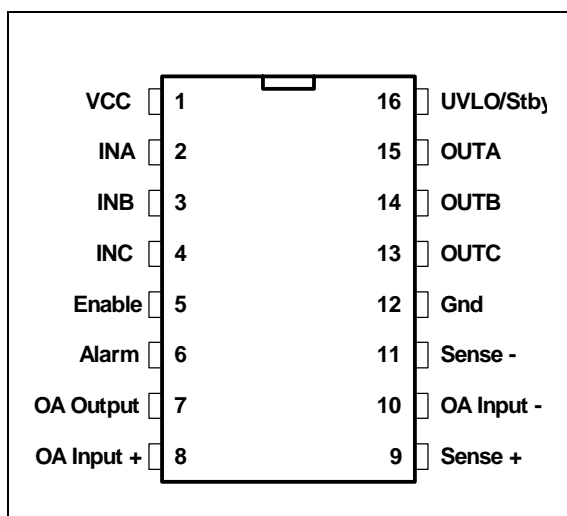 VCC 1 16 UVLO/Stby
INA 2 15 OUTA
INB 3 14 OUTB
INC 4 13 OUTC
Enable 5 12 Gnd
Alarm 6 11 Sense -
OA Output 7 10 OA Input -
OA Input + 8 9 Sense +